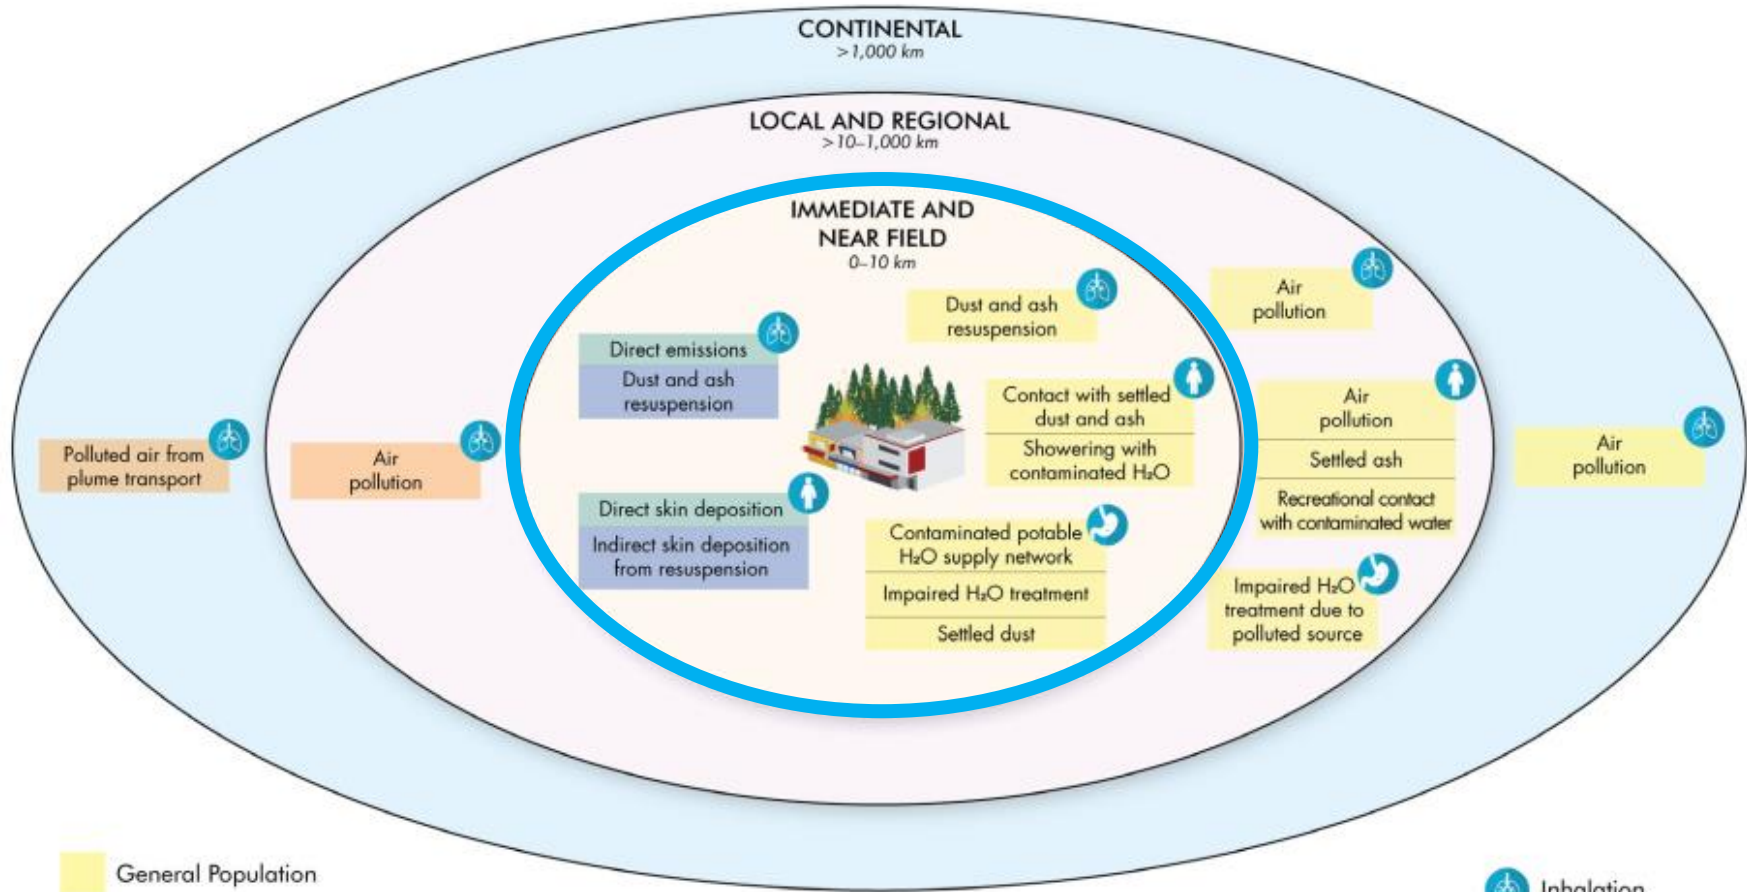 CONTINENTAL
>1,000 km
LOCAL AND REGIONAL
>10–1,000 km
IMMEDIATE AND
NEAR FIELD
0–10 km
Dust and ash
resuspension
Direct emissions
Dust and ash
resuspension
Direct skin deposition
Indirect skin deposition
from resuspension
Contact with settled
dust and ash
Showering with
contaminated H₂O
Contaminated potable
H₂O supply network
Impaired H₂O treatment
Settled dust
Polluted air from
plume transport
Air
pollution
Air
pollution
Air
pollution
Settled ash
Recreational contact
with contaminated water
Impaired H₂O
treatment due to
polluted source
Air
pollution
General Population
Inhalation